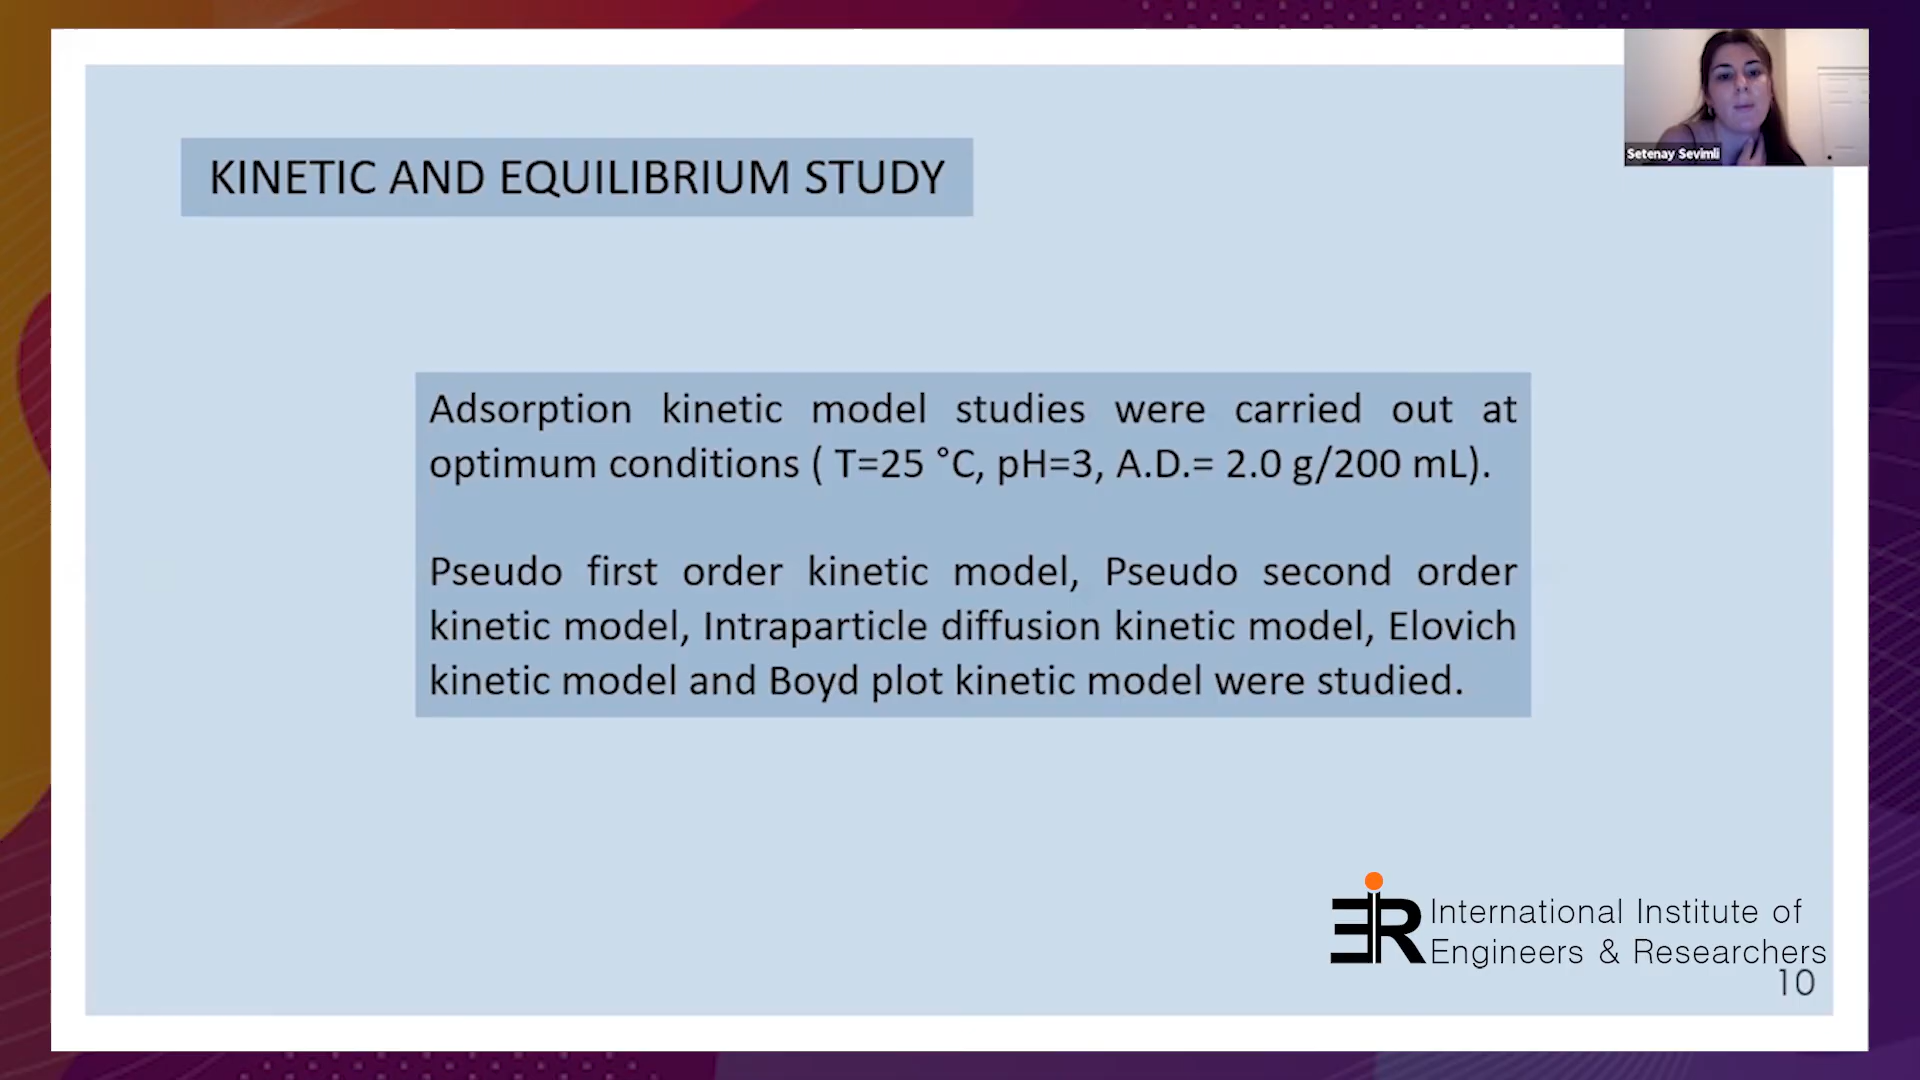 Setenay Sevimli
KINETIC AND EQUILIBRIUM STUDY
Adsorption kinetic model studies were carried out at
optimum conditions ( T=25 °C, pH=3, A.D.= 2.0 g/200 mL).
Pseudo first order kinetic model, Pseudo second order
kinetic model, Intraparticle diffusion kinetic model, Elovich
kinetic model and Boyd plot kinetic model were studied.
International Institute of
Engineers & Researchers
10